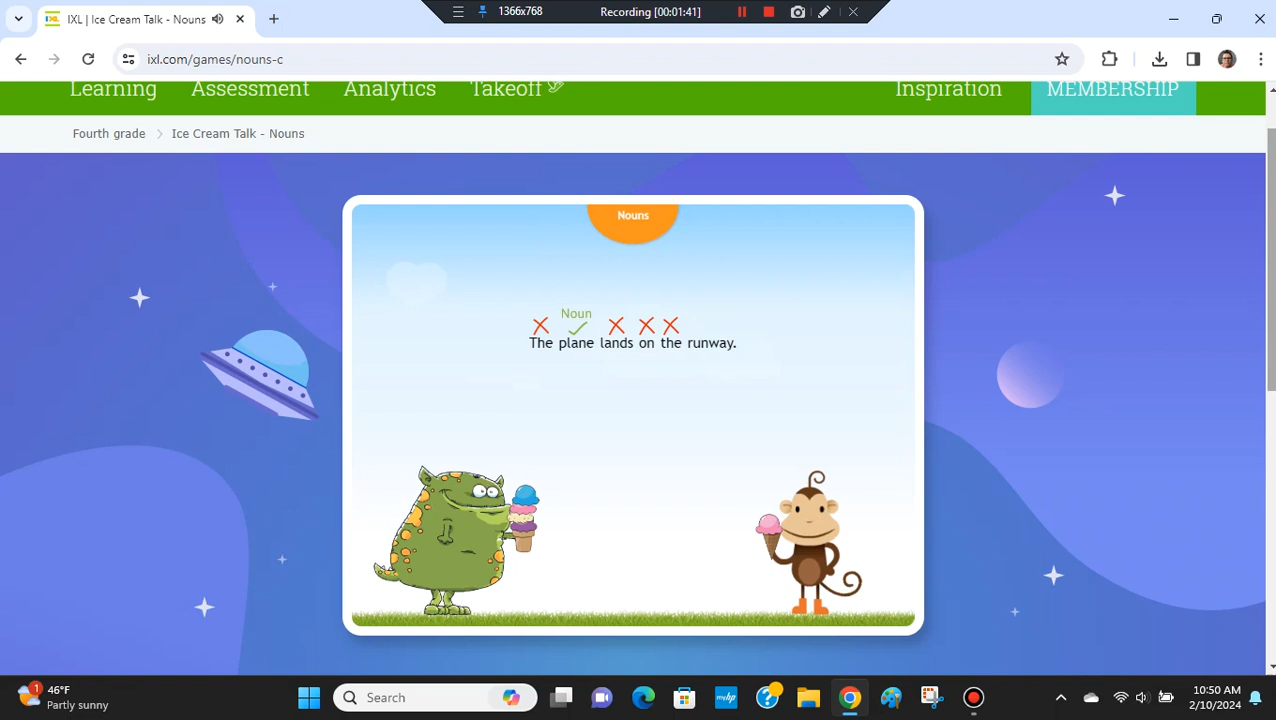 1366x768
Recording [00:01:41]
IXL | Ice Cream Talk - Nouns
ixl.com/games/nouns-c
Learning Assessment Analytics Takeoff Inspiration MEMBERSHIP
Fourth grade > Ice Cream Talk - Nouns
Nouns
Noun
The plane lands on the runway.
1
46°F
Partly sunny
Search
myhp
10:50 AM
2/10/2024